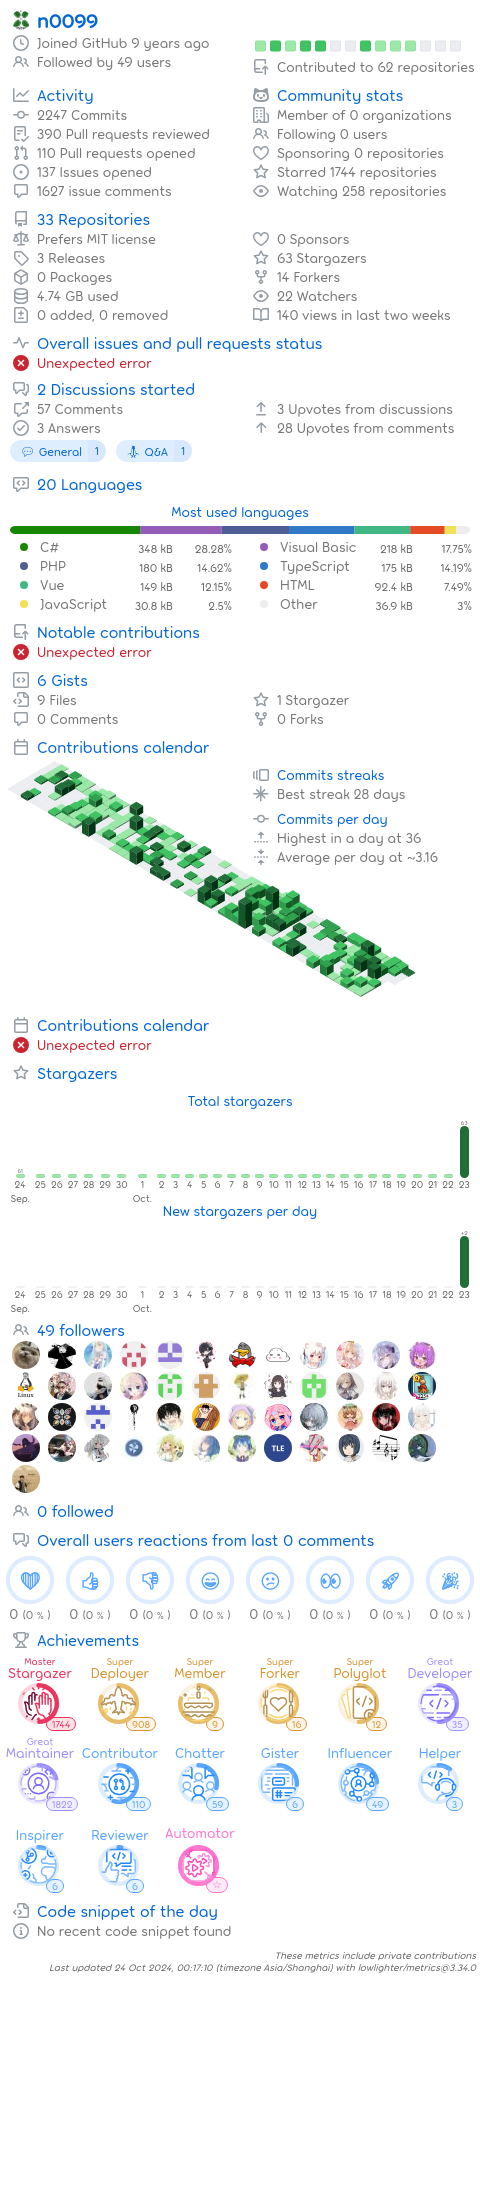 n0099
Joined GitHub 9 years ago
Followed by 49 users
Contributed to 62 repositories
Activity
2247 Commits
390 Pull requests reviewed
110 Pull requests opened
137 Issues opened
1627 issue comments
Community stats
Member of 0 organizations
Following 0 users
Sponsoring 0 repositories
Starred 1744 repositories
Watching 258 repositories
33 Repositories
Prefers MIT license
3 Releases
0 Packages
4.74 GB used
0 added, 0 removed
0 Sponsors
63 Stargazers
14 Forkers
22 Watchers
140 views in last two weeks
Overall issues and pull requests status
Unexpected error
2 Discussions started
57 Comments
3 Answers
3 Upvotes from discussions
28 Upvotes from comments
General 1 Q&A 1
20 Languages
Most used languages
C# 348 kB 28.28%
PHP 180 kB 14.62%
Vue 149 kB 12.15%
JavaScript 30.8 kB 2.5%
Visual Basic 218 kB 17.75%
TypeScript 175 kB 14.19%
HTML 92.4 kB 7.49%
Other 36.9 kB 3%
Notable contributions
Unexpected error
6 Gists
9 Files
0 Comments
1 Stargazer
0 Forks
Contributions calendar
Commits streaks
Best streak 28 days
Commits per day
Highest in a day at 36
Average per day at ~3.16
Contributions calendar
Unexpected error
Stargazers
Total stargazers
61 63
24 25 26 27 28 29 30 1 2 3 4 5 6 7 8 9 10 11 12 13 14 15 16 17 18 19 20 21 22 23
Sep. Oct.
New stargazers per day
+2
24 25 26 27 28 29 30 1 2 3 4 5 6 7 8 9 10 11 12 13 14 15 16 17 18 19 20 21 22 23
Sep. Oct.
49 followers
Linux
TLE
0 followed
Overall users reactions from last 0 comments
0 (0 %) 0 (0 %) 0 (0 %) 0 (0 %) 0 (0 %) 0 (0 %) 0 (0 %) 0 (0 %)
Achievements
Master Super Super Super Super Great
Stargazer Deployer Member Forker Polyglot Developer
1744 908 9 16 12 35
Great
Maintainer Contributor Chatter Gister Influencer Helper
1822 110 59 6 49 3
Inspirer Reviewer Automator
6 6
Code snippet of the day
No recent code snippet found
These metrics include private contributions
Last updated 24 Oct 2024, 00:17:10 (timezone Asia/Shanghai) with lowlighter/metrics@3.34.0